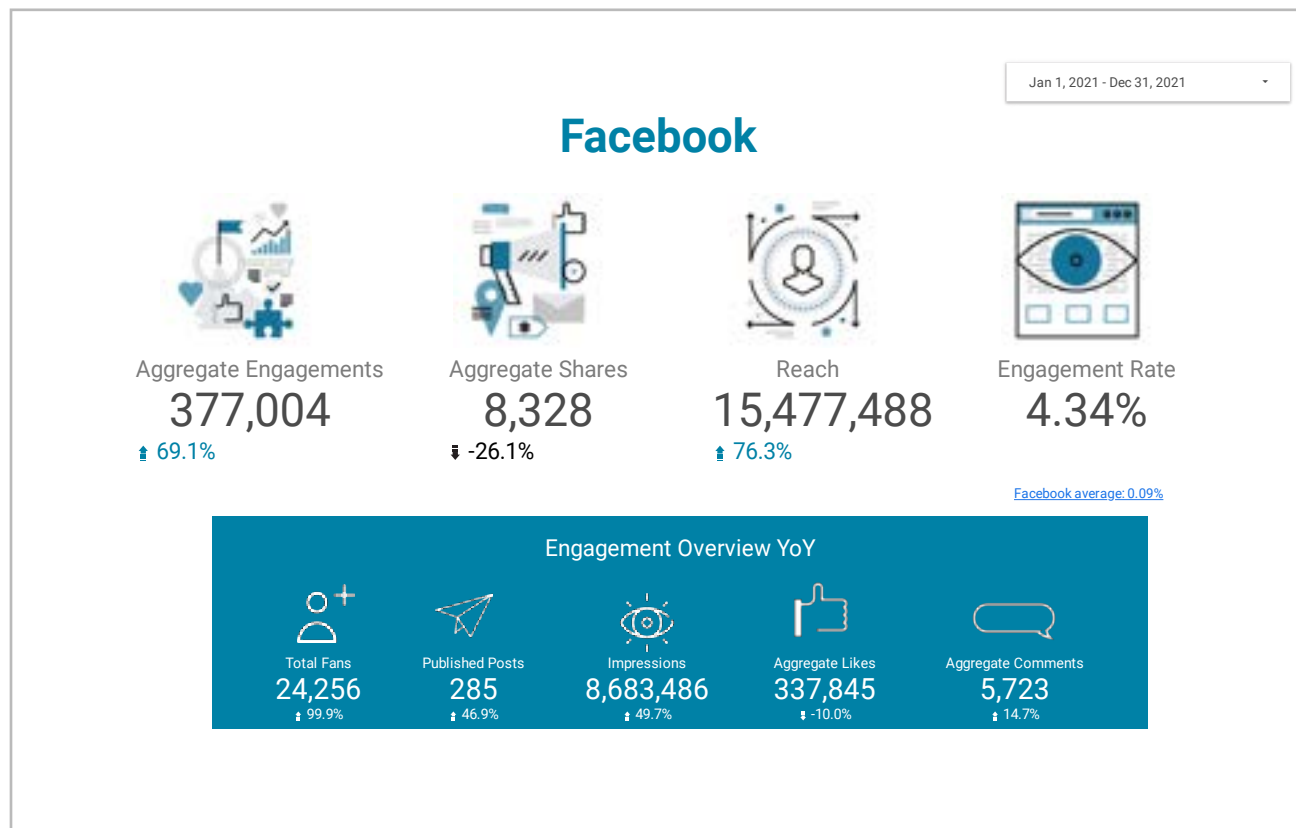 Jan 1, 2021 - Dec 31, 2021
Facebook
Aggregate Engagements
377,004
69.1%
Aggregate Shares
8,328
-26.1%
Reach
15,477,488
76.3%
Engagement Rate
4.34%
Facebook average: 0.09%
Engagement Overview YoY
Total Fans
24,256
99.9%
Published Posts
285
46.9%
Impressions
8,683,486
49.7%
Aggregate Likes
337,845
-10.0%
Aggregate Comments
5,723
14.7%